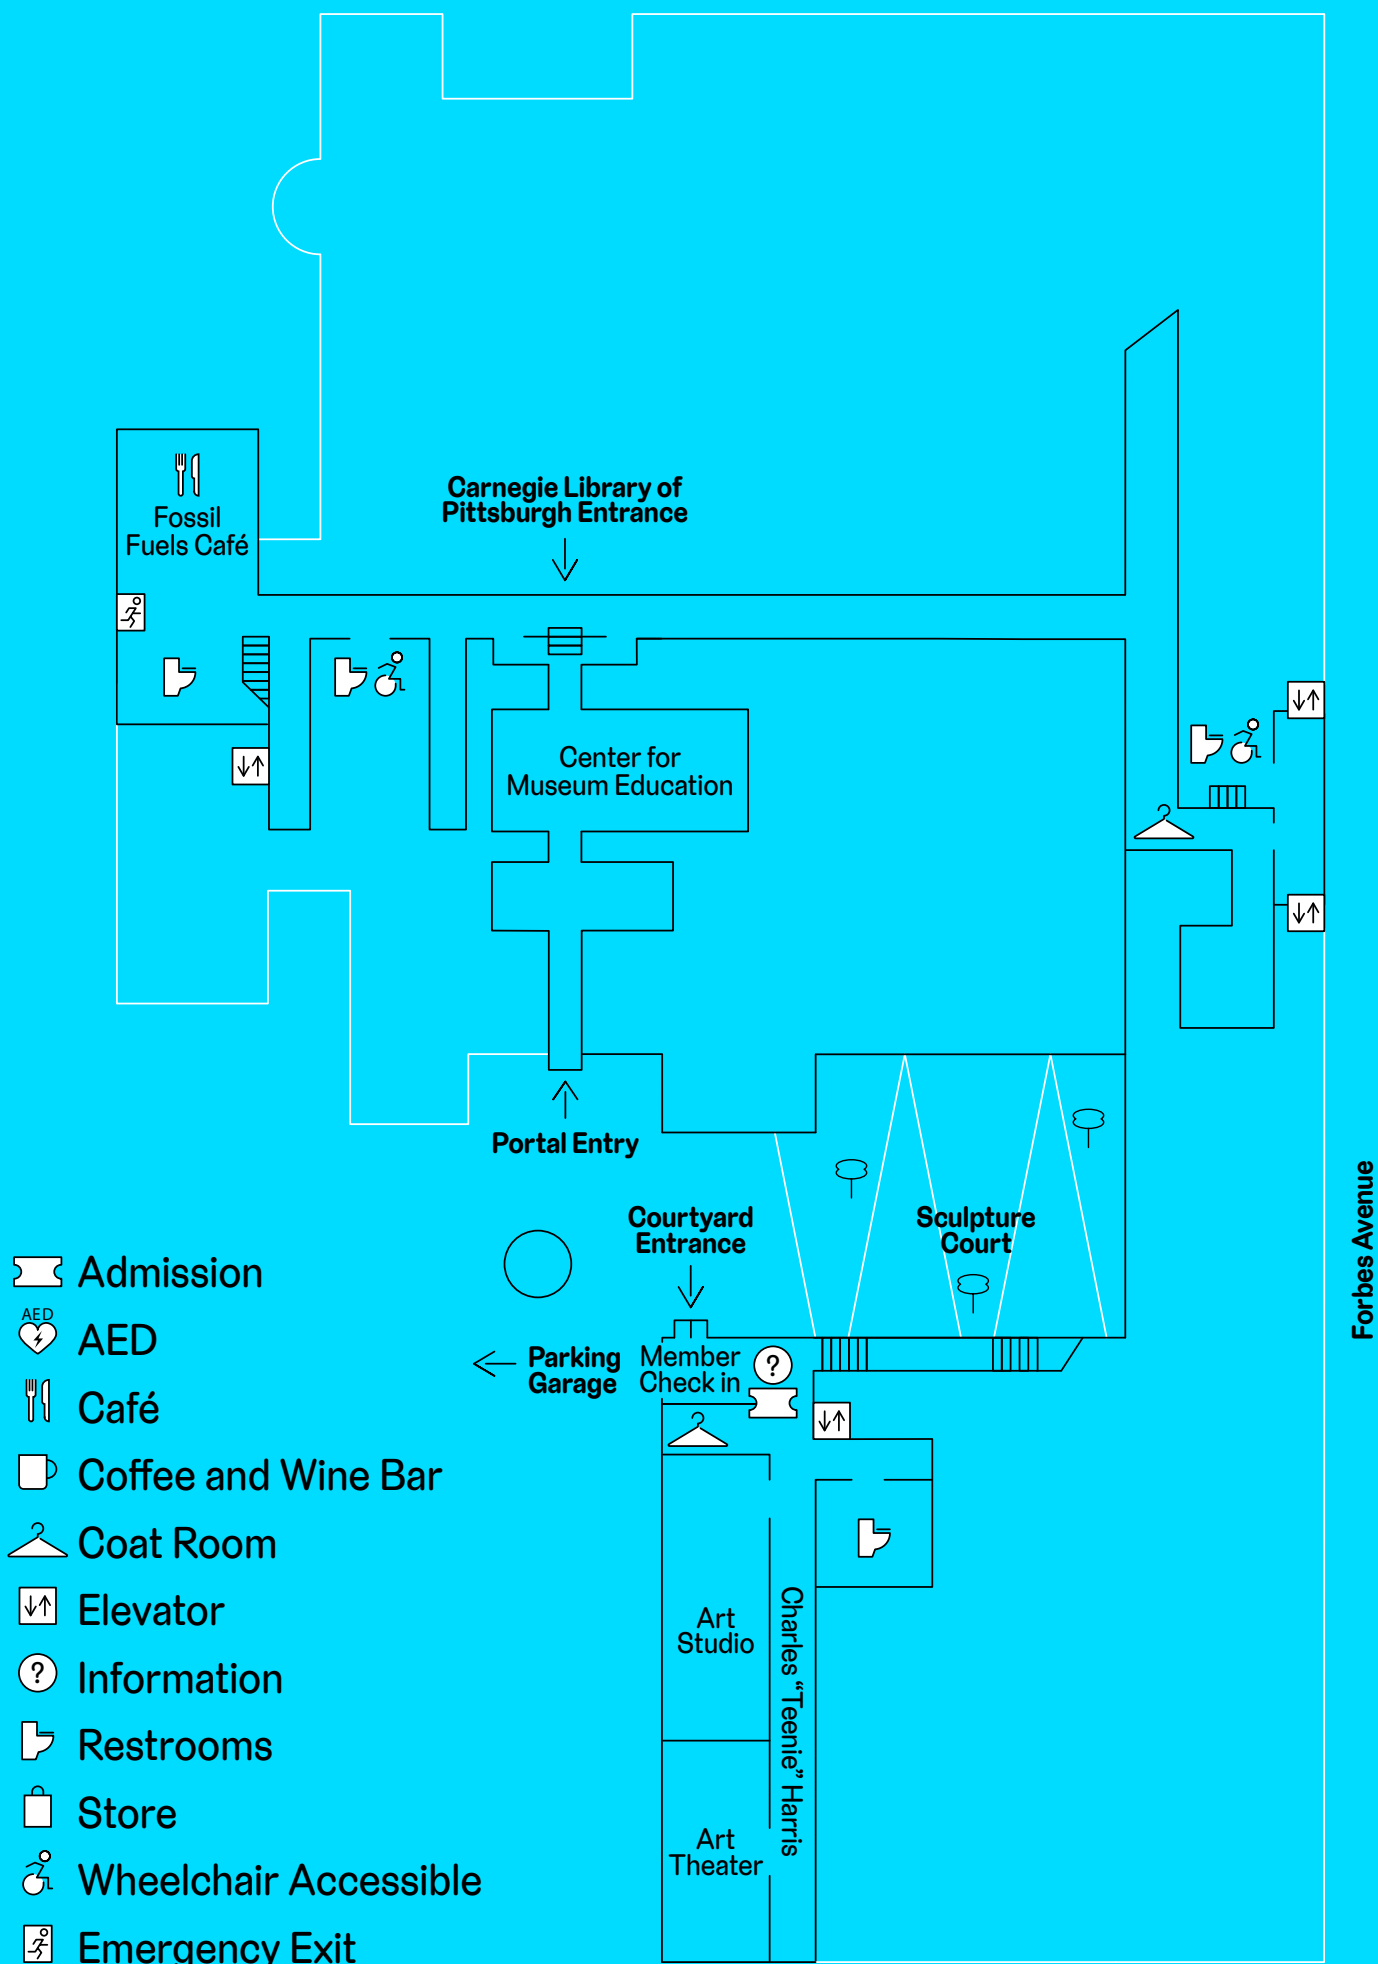 Fossil
Fuels Café
Carnegie Library of
Pittsburgh Entrance
Center for
Museum Education
Portal Entry
Courtyard
Entrance
Sculpture
Court
Forbes Avenue
Parking
Garage
Member
Check in
?
Art
Studio
Charles “Teenie” Harris
Art
Theater
Admission
AED
AED
Café
Coffee and Wine Bar
Coat Room
Elevator
?
Information
Restrooms
Store
Wheelchair Accessible
Emergency Exit